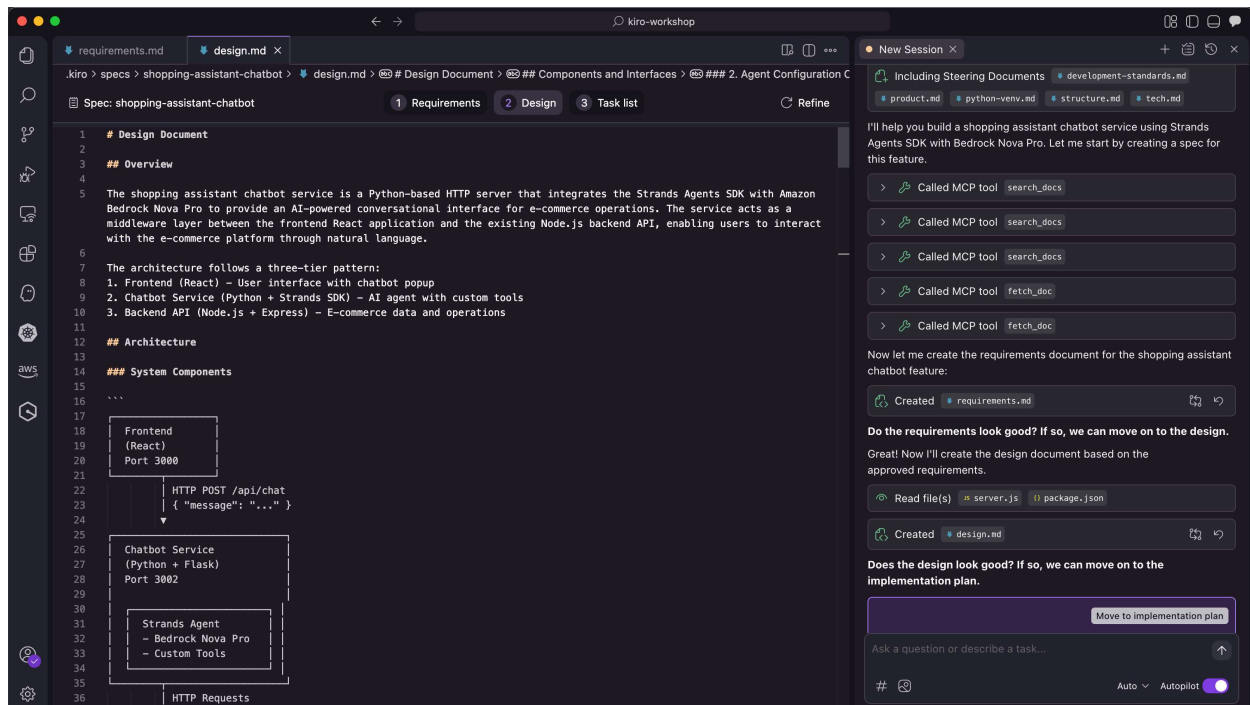 kiro-workshop
requirements.md
design.md
.kiro > specs > shopping-assistant-chatbot > design.md > # Design Document > ## Components and Interfaces > ### 2. Agent Configuration C
Spec: shopping-assistant-chatbot
1 Requirements
2 Design
3 Task list
Refine
1 # Design Document
2
3 ## Overview
4
5 The shopping assistant chatbot service is a Python-based HTTP server that integrates the Strands Agents SDK with Amazon
Bedrock Nova Pro to provide an AI-powered conversational interface for e-commerce operations. The service acts as a
middleware layer between the frontend React application and the existing Node.js backend API, enabling users to interact
with the e-commerce platform through natural language.
6
7 The architecture follows a three-tier pattern:
8 1. Frontend (React) - User interface with chatbot popup
9 2. Chatbot Service (Python + Strands SDK) - AI agent with custom tools
10 3. Backend API (Node.js + Express) - E-commerce data and operations
11
12 ## Architecture
13
14 ### System Components
15
16 ```
17
18 Frontend
19 (React)
20 Port 3000
21
22 HTTP POST /api/chat
23 { "message": "..." }
24 ▼
25
26 Chatbot Service
27 (Python + Flask)
28 Port 3002
29
30
31 Strands Agent
32 - Bedrock Nova Pro
33 - Custom Tools
34
35
36 HTTP Requests
aws
New Session
Including Steering Documents development-standards.md
product.md python-venv.md structure.md tech.md
I'll help you build a shopping assistant chatbot service using Strands
Agents SDK with Bedrock Nova Pro. Let me start by creating a spec for
this feature.
Called MCP tool search_docs
Called MCP tool search_docs
Called MCP tool search_docs
Called MCP tool fetch_doc
Called MCP tool fetch_doc
Now let me create the requirements document for the shopping assistant
chatbot feature:
Created requirements.md
Do the requirements look good? If so, we can move on to the design.
Great! Now I'll create the design document based on the
approved requirements.
Read file(s) JS server.js {} package.json
Created design.md
Does the design look good? If so, we can move on to the
implementation plan.
Move to implementation plan
Ask a question or describe a task...
#
Auto
Autopilot